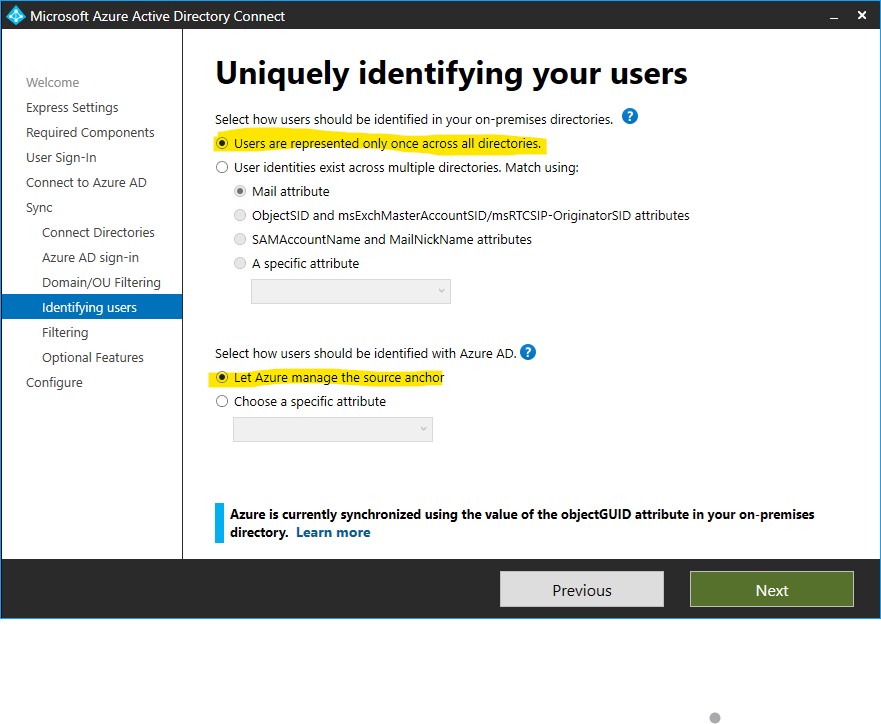 Microsoft Azure Active Directory Connect
Welcome
Express Settings
Required Components
User Sign-In
Connect to Azure AD
Sync
Connect Directories
Azure AD sign-in
Domain/OU Filtering
Identifying users
Filtering
Optional Features
Configure
Uniquely identifying your users
Select how users should be identified in your on-premises directories. ?
Users are represented only once across all directories.
User identities exist across multiple directories. Match using:
Mail attribute
ObjectSID and msExchMasterAccountSID/msRTCSIP-OriginatorSID attributes
SAMAccountName and MailNickName attributes
A specific attribute
Select how users should be identified with Azure AD. ?
Let Azure manage the source anchor
Choose a specific attribute
Azure is currently synchronized using the value of the objectGUID attribute in your on-premises
directory. Learn more
Previous
Next